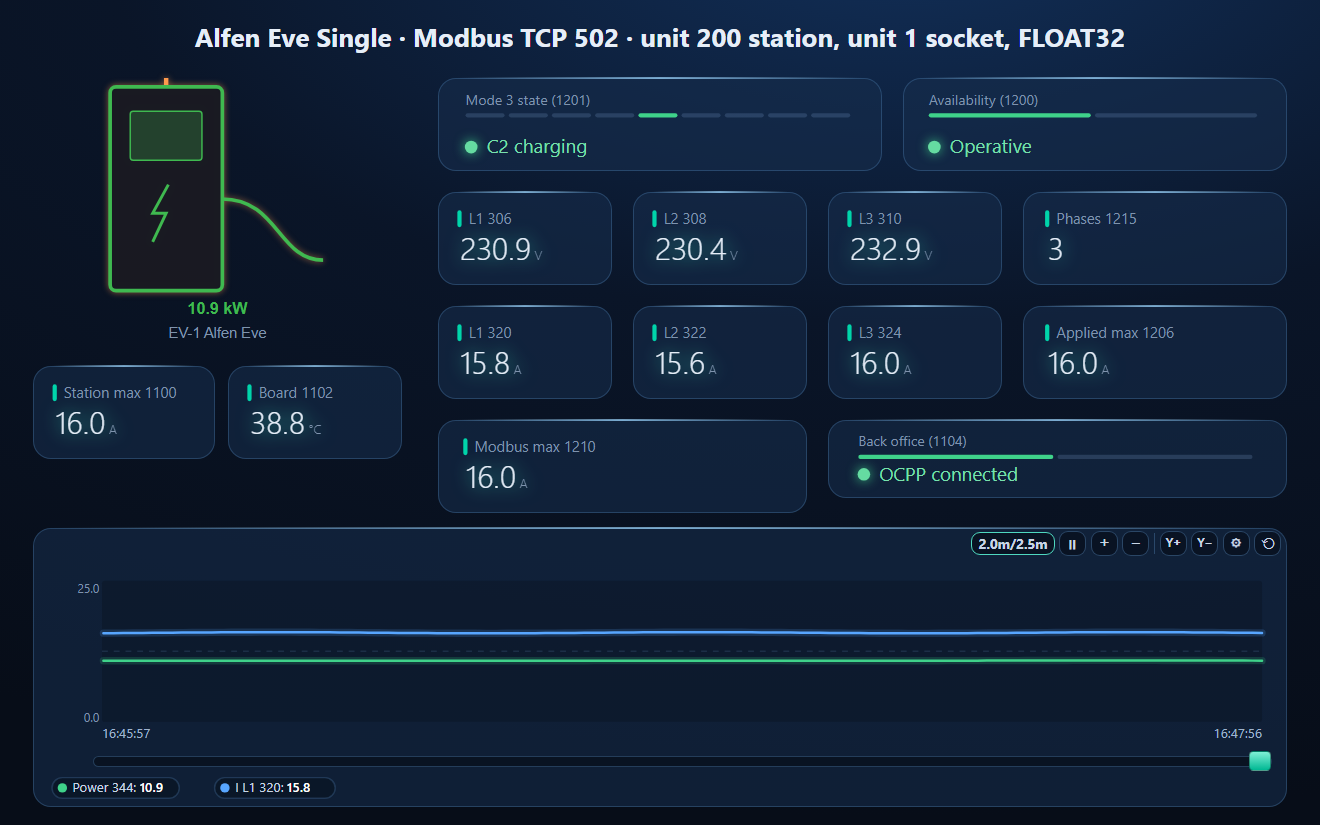 Alfen Eve Single · Modbus TCP 502 · unit 200 station, unit 1 socket, FLOAT32
Mode 3 state (1201)
C2 charging
Availability (1200)
Operative
L1 306
230.9 V
L2 308
230.4 V
L3 310
232.9 V
Phases 1215
3
10.9 kW
EV-1 Alfen Eve
L1 320
15.8 A
L2 322
15.6 A
L3 324
16.0 A
Applied max 1206
16.0 A
Station max 1100
16.0 A
Board 1102
38.8 °C
Modbus max 1210
16.0 A
Back office (1104)
OCPP connected
2.0m/2.5m
+
−
Y+
Y−
25.0
0.0
16:45:57
16:47:56
Power 344: 10.9
I L1 320: 15.8